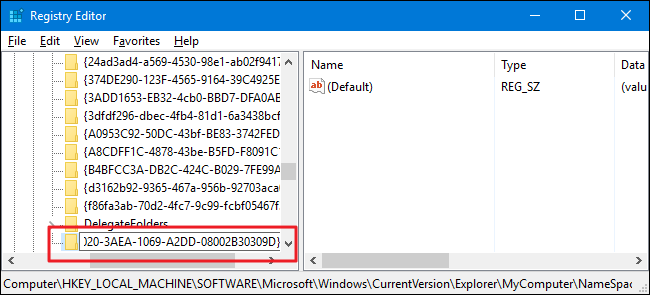 Registry Editor
File Edit View Favorites Help
{24ad3ad4-a569-4530-98e1-ab02f9417
{374DE290-123F-4565-9164-39C4925E
{3ADD1653-EB32-4cb0-BBD7-DFA0AE
{3dfdf296-dbec-4fb4-81d1-6a3438bcf
{A0953C92-50DC-43bf-BE83-3742FED
{A8CDFF1C-4878-43be-B5FD-F8091C1
{B4BFCC3A-DB2C-424C-B029-7FE99A
{d3162b92-9365-467a-956b-92703aca
{f86fa3ab-70d2-4fc7-9c99-fcbf05467f
DelegateFolders
020-3AEA-1069-A2DD-08002B30309D}
Name Type Data
ab (Default) REG_SZ (valu
Computer\HKEY_LOCAL_MACHINE\SOFTWARE\Microsoft\Windows\CurrentVersion\Explorer\MyComputer\NameSpac